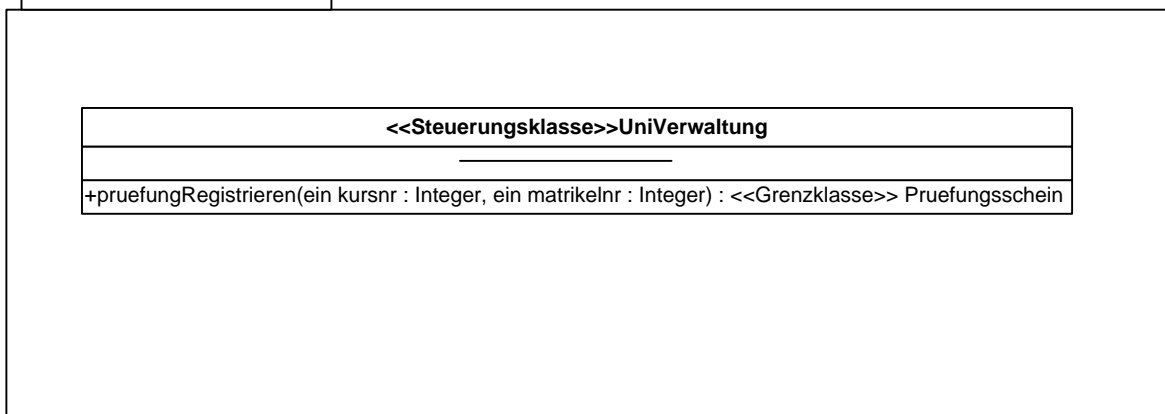 <<Steuerungsklasse>>UniVerwaltung
+pruefungRegistrieren(ein kursnr : Integer, ein matrikelnr : Integer) : <<Grenzklasse>> Pruefungsschein